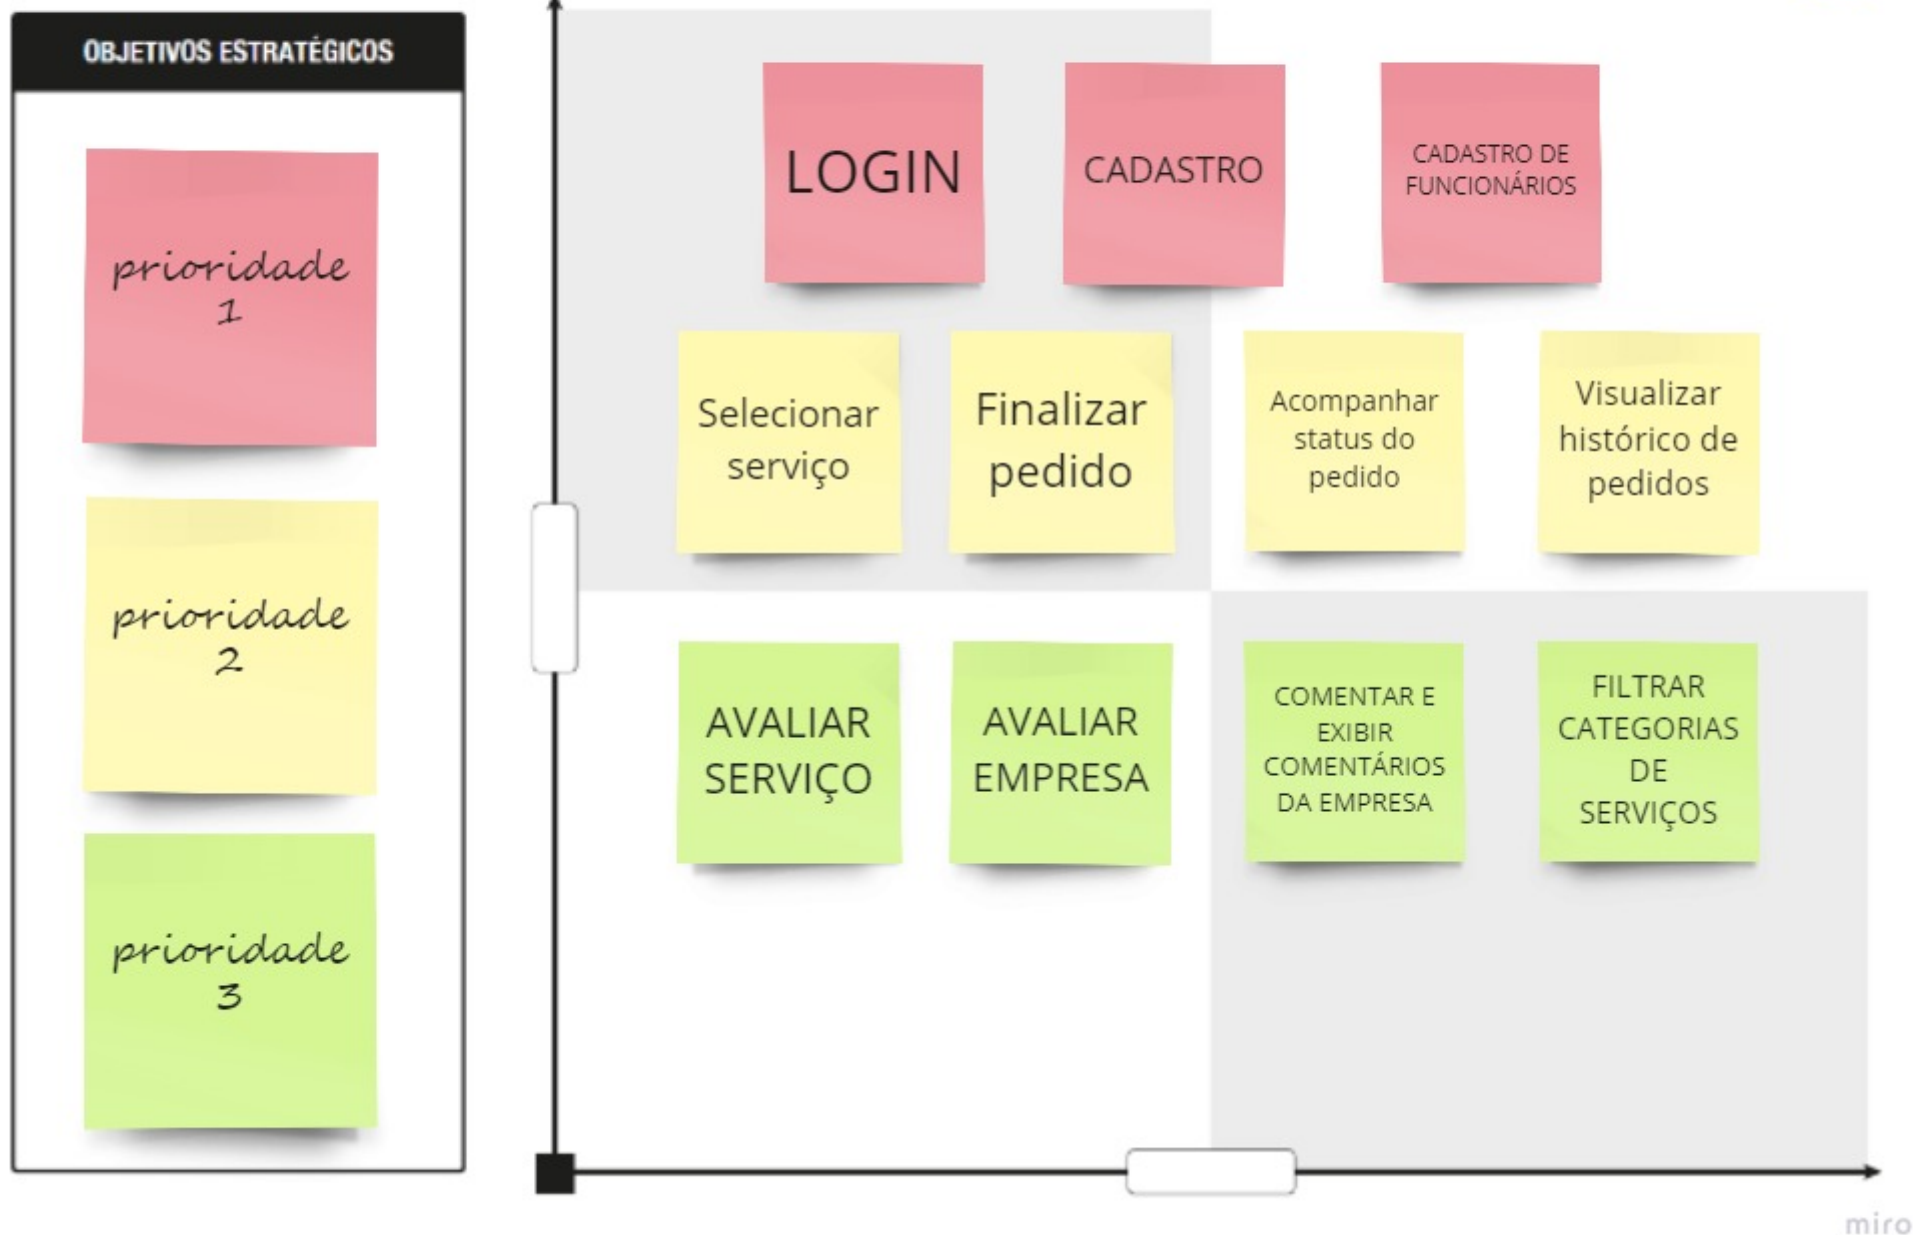 OBJETIVOS ESTRATÉGICOS
prioridade
1
prioridade
2
prioridade
3
LOGIN
CADASTRO
CADASTRO DE
FUNCIONÁRIOS
Selecionar
serviço
Finalizar
pedido
Acompanhar
status do
pedido
Visualizar
histórico de
pedidos
AVALIAR
SERVIÇO
AVALIAR
EMPRESA
COMENTAR E
EXIBIR
COMENTÁRIOS
DA EMPRESA
FILTRAR
CATEGORIAS
DE
SERVIÇOS
miro